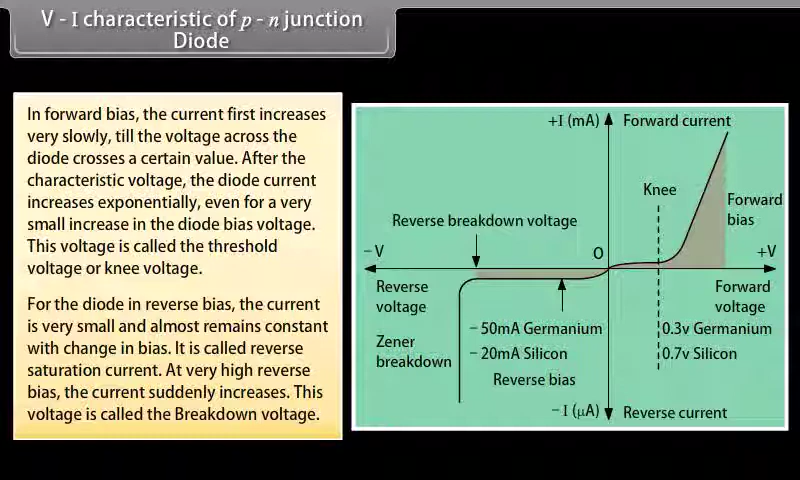 V - I characteristic of p - n junction
Diode
In forward bias, the current first increases
very slowly, till the voltage across the
diode crosses a certain value. After the
characteristic voltage, the diode current
increases exponentially, even for a very
small increase in the diode bias voltage.
This voltage is called the threshold
voltage or knee voltage.
For the diode in reverse bias, the current
is very small and almost remains constant
with change in bias. It is called reverse
saturation current. At very high reverse
bias, the current suddenly increases. This
voltage is called the Breakdown voltage.
+I (mA)
Forward current
Knee
Forward
bias
Reverse breakdown voltage
- V
O
+V
Reverse
voltage
Forward
voltage
- 50mA Germanium
0.3v Germanium
Zener
breakdown
- 20mA Silicon
0.7v Silicon
Reverse bias
- I (μA)
Reverse current